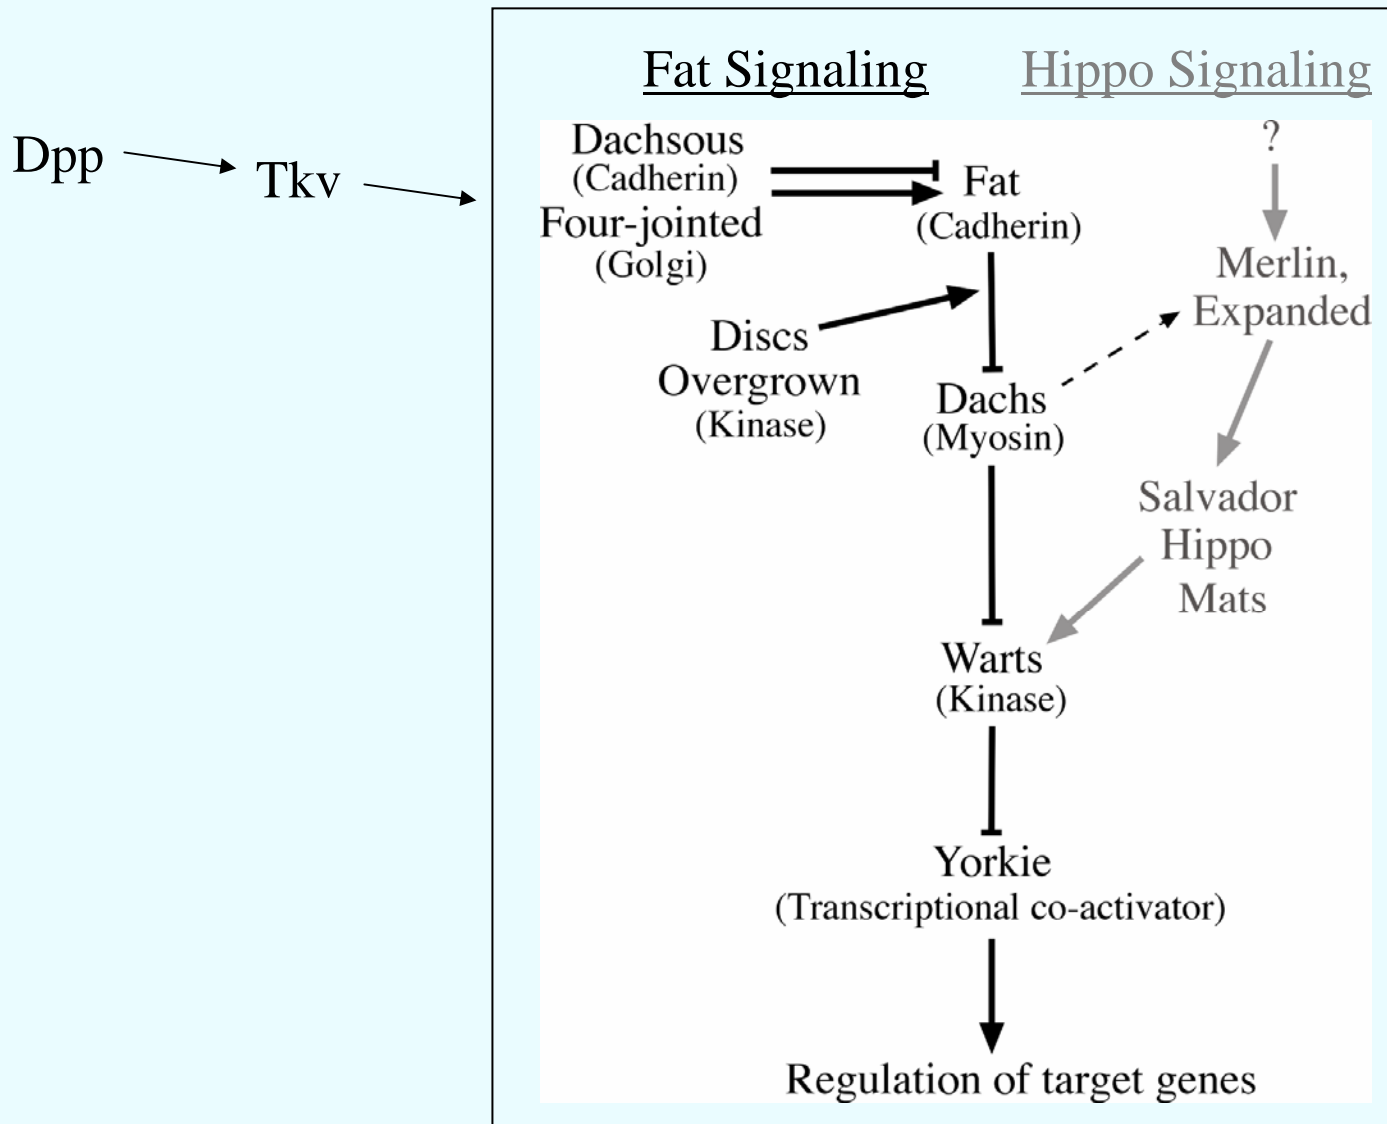 Fat Signaling
Hippo Signaling
Dpp
Tkv
Dachsous
(Cadherin)
Four-jointed
(Golgi)
Fat
(Cadherin)
?
Merlin,
Expanded
Discs
Overgrown
(Kinase)
Dachs
(Myosin)
Salvador
Hippo
Mats
Warts
(Kinase)
Yorkie
(Transcriptional co-activator)
Regulation of target genes